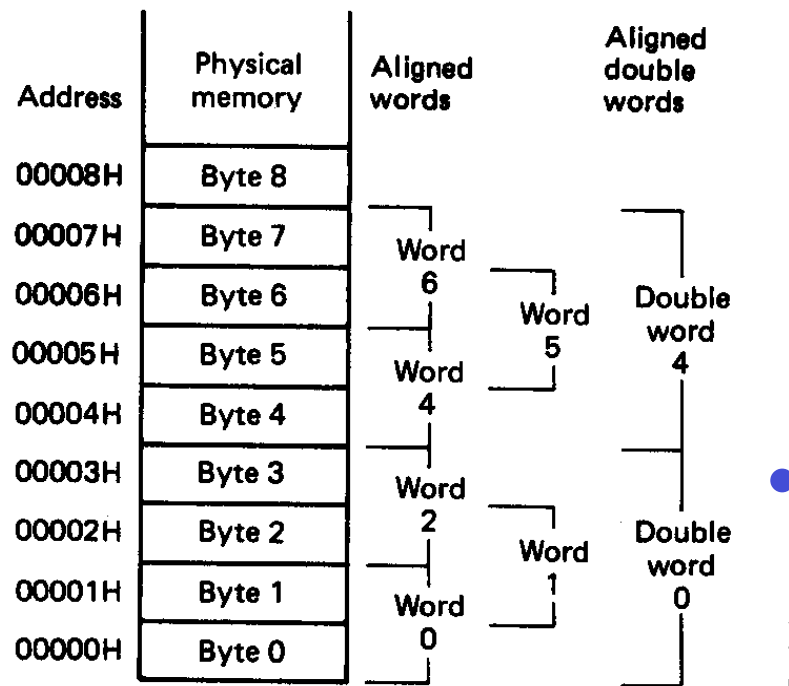 Address
Physical
memory
Aligned
words
Aligned
double
words
00008H Byte 8
00007H Byte 7
00006H Byte 6
00005H Byte 5
00004H Byte 4
00003H Byte 3
00002H Byte 2
00001H Byte 1
00000H Byte 0
Word
6
Word
4
Word
2
Word
0
Word
5
Word
1
Double
word
4
Double
word
0